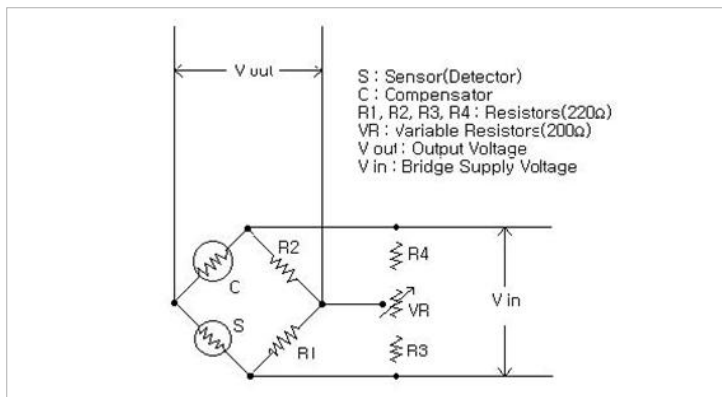 V out
S : Sensor(Detector)
C : Compensator
R1, R2, R3, R4 : Resistors(220Ω)
VR : Variable Resistors(200Ω)
V out : Output Voltage
V in : Bridge Supply Voltage
R2
R4
C
V in
VR
S
R1
R3